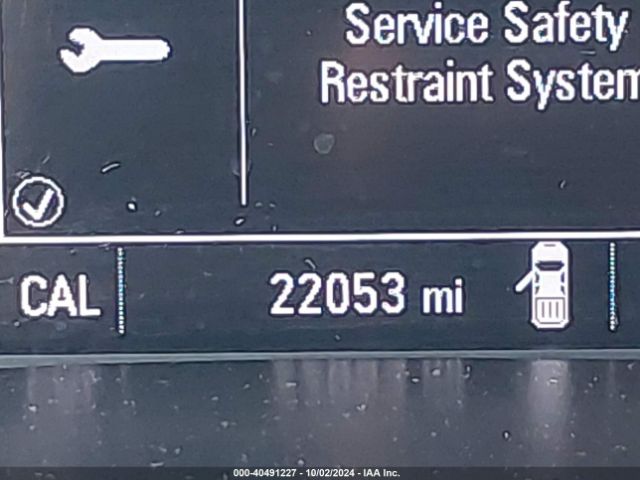 Service Safety
Restraint System
CAL 22053 mi
000-40491227 - 10/02/2024 - IAA Inc.